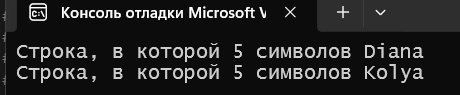 Консоль отладки Microsoft V
Строка, в которой 5 символов Diana
Строка, в которой 5 символов Kolya